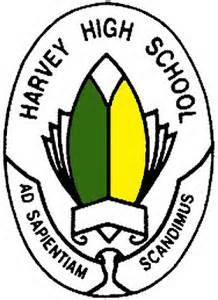 HARVEY HIGH SCHOOL
AD SAPIENTIAM
SCANDIMUS